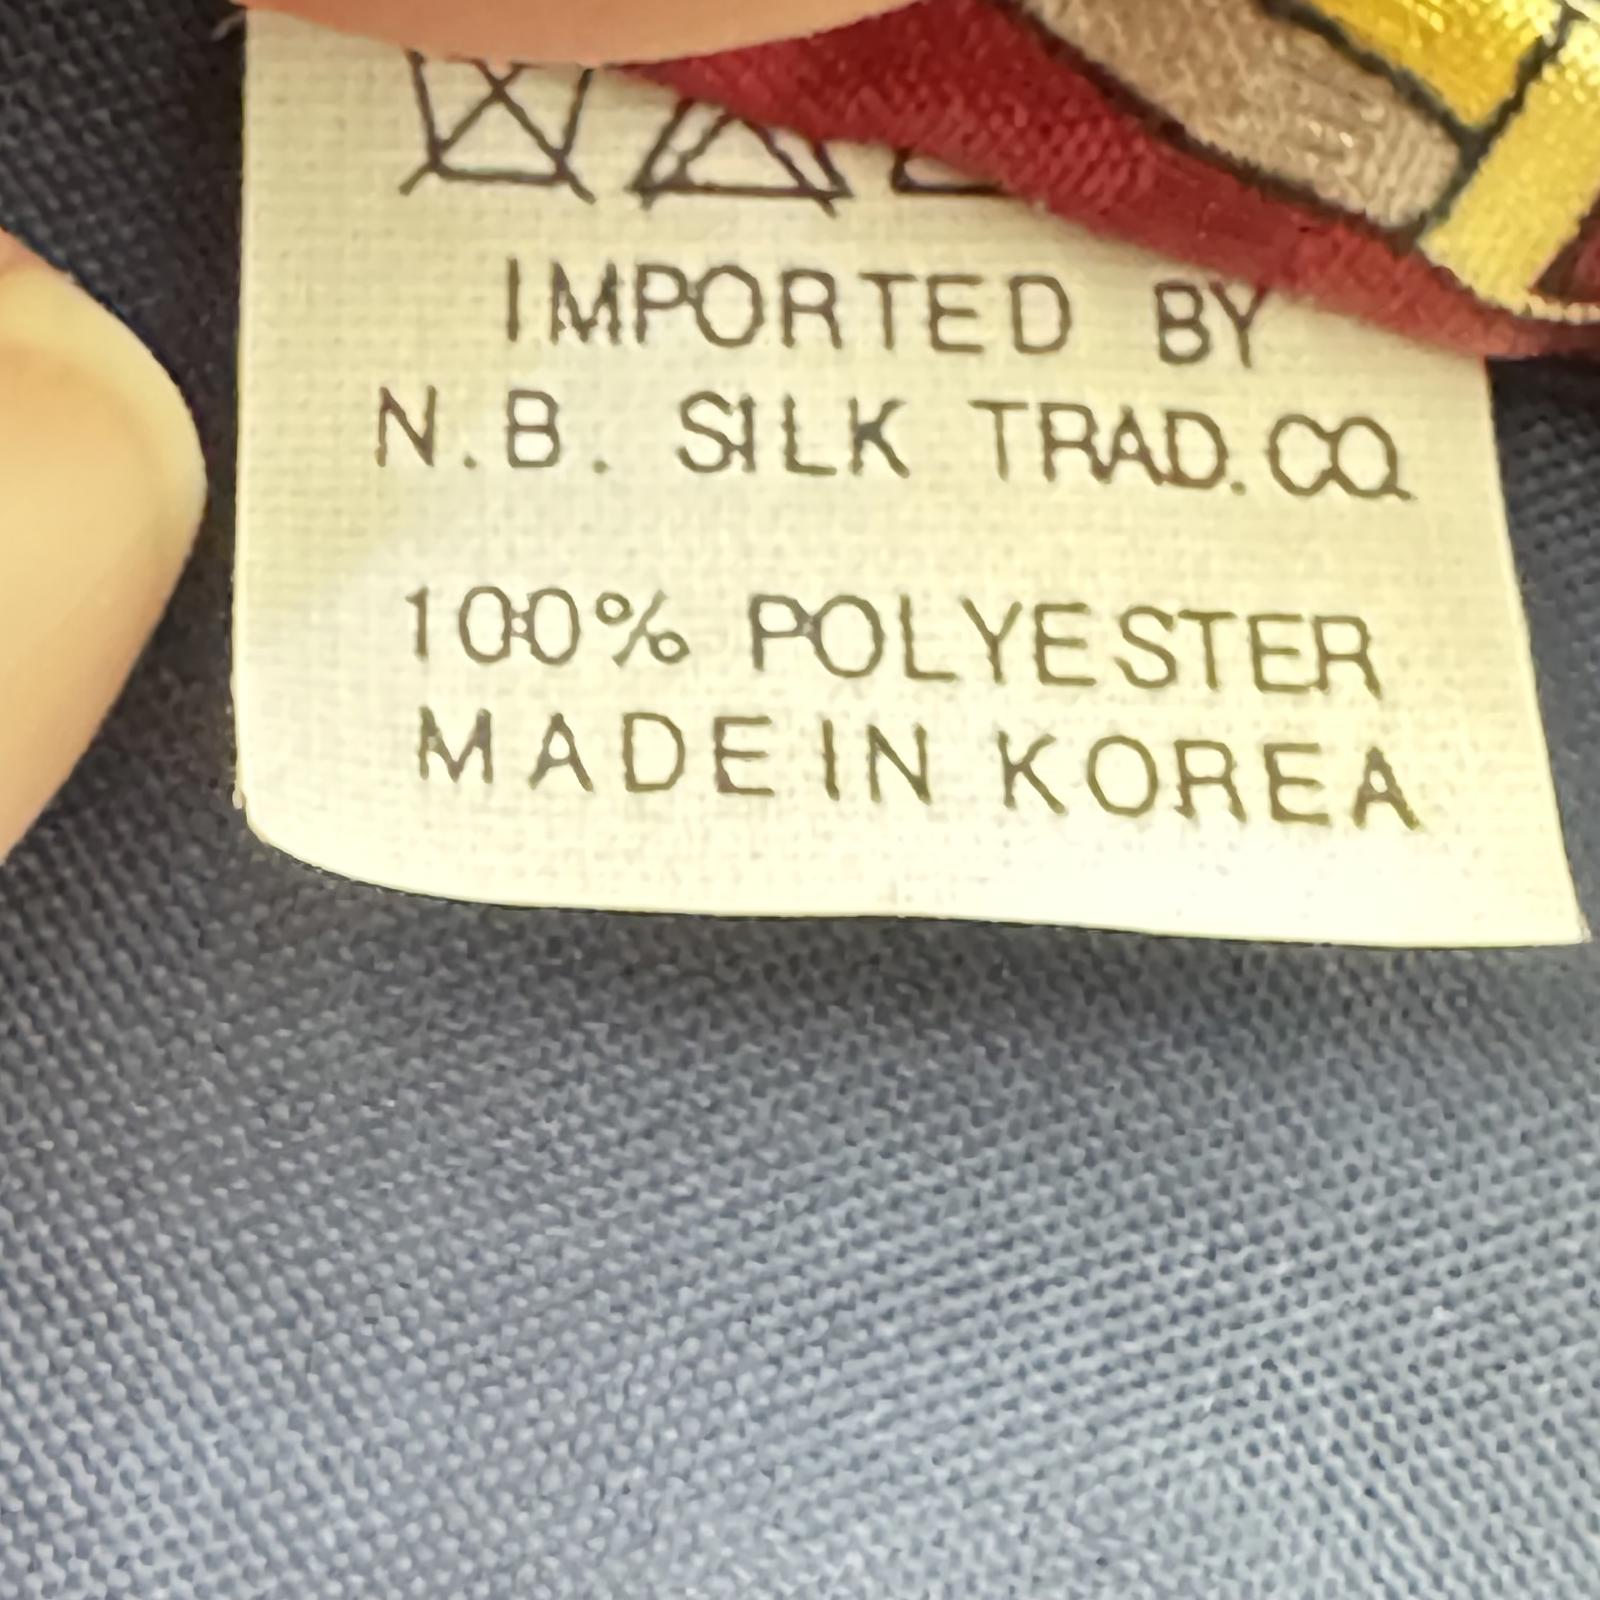 IMPORTED BY
N.B. SILK TRAD.CO.
100% POLYESTER
MADE IN KOREA